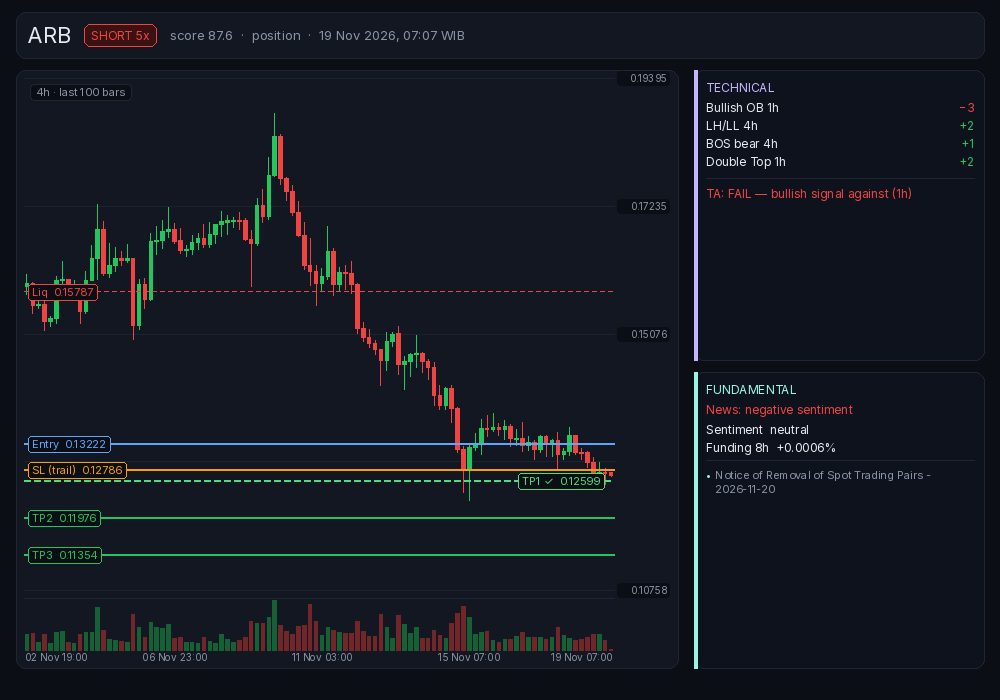 ARB SHORT 5x score 87.6 · position · 19 Nov 2026, 07:07 WIB
4h · last 100 bars
0.19395
0.17235
Liq 0.15787
0.15076
Entry 0.13222
SL (trail) 0.12786
TP1 ✓ 0.12599
TP2 0.11976
TP3 0.11354
0.10758
02 Nov 19:00 06 Nov 23:00 11 Nov 03:00 15 Nov 07:00 19 Nov 07:00
TECHNICAL
Bullish OB 1h −3
LH/LL 4h +2
BOS bear 4h +1
Double Top 1h +2
TA: FAIL — bullish signal against (1h)
FUNDAMENTAL
News: negative sentiment
Sentiment neutral
Funding 8h +0.0006%
• Notice of Removal of Spot Trading Pairs -
2026-11-20